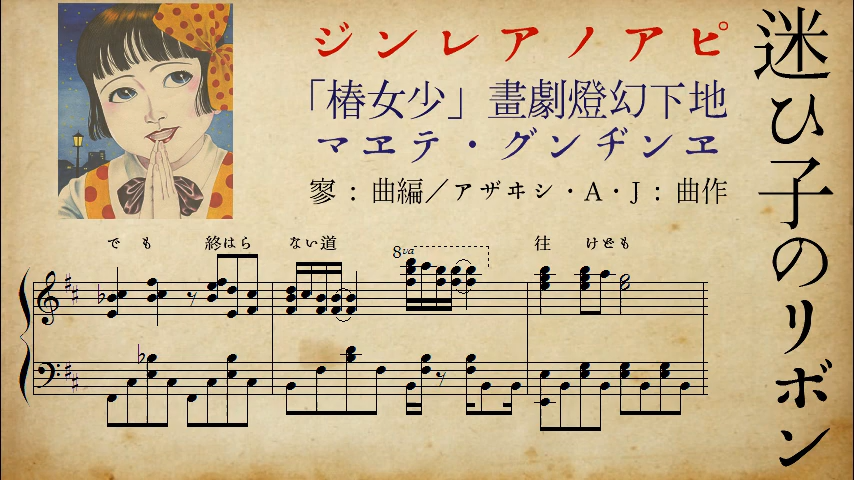 迷ひ子のリボン
ピアノアレンジ
地下幻燈劇畫「少女椿」
ヱンヂング・テヱマ
作曲：J・A・シヰザア／編曲：寥
でも 終はら ない道 往 けども
8va